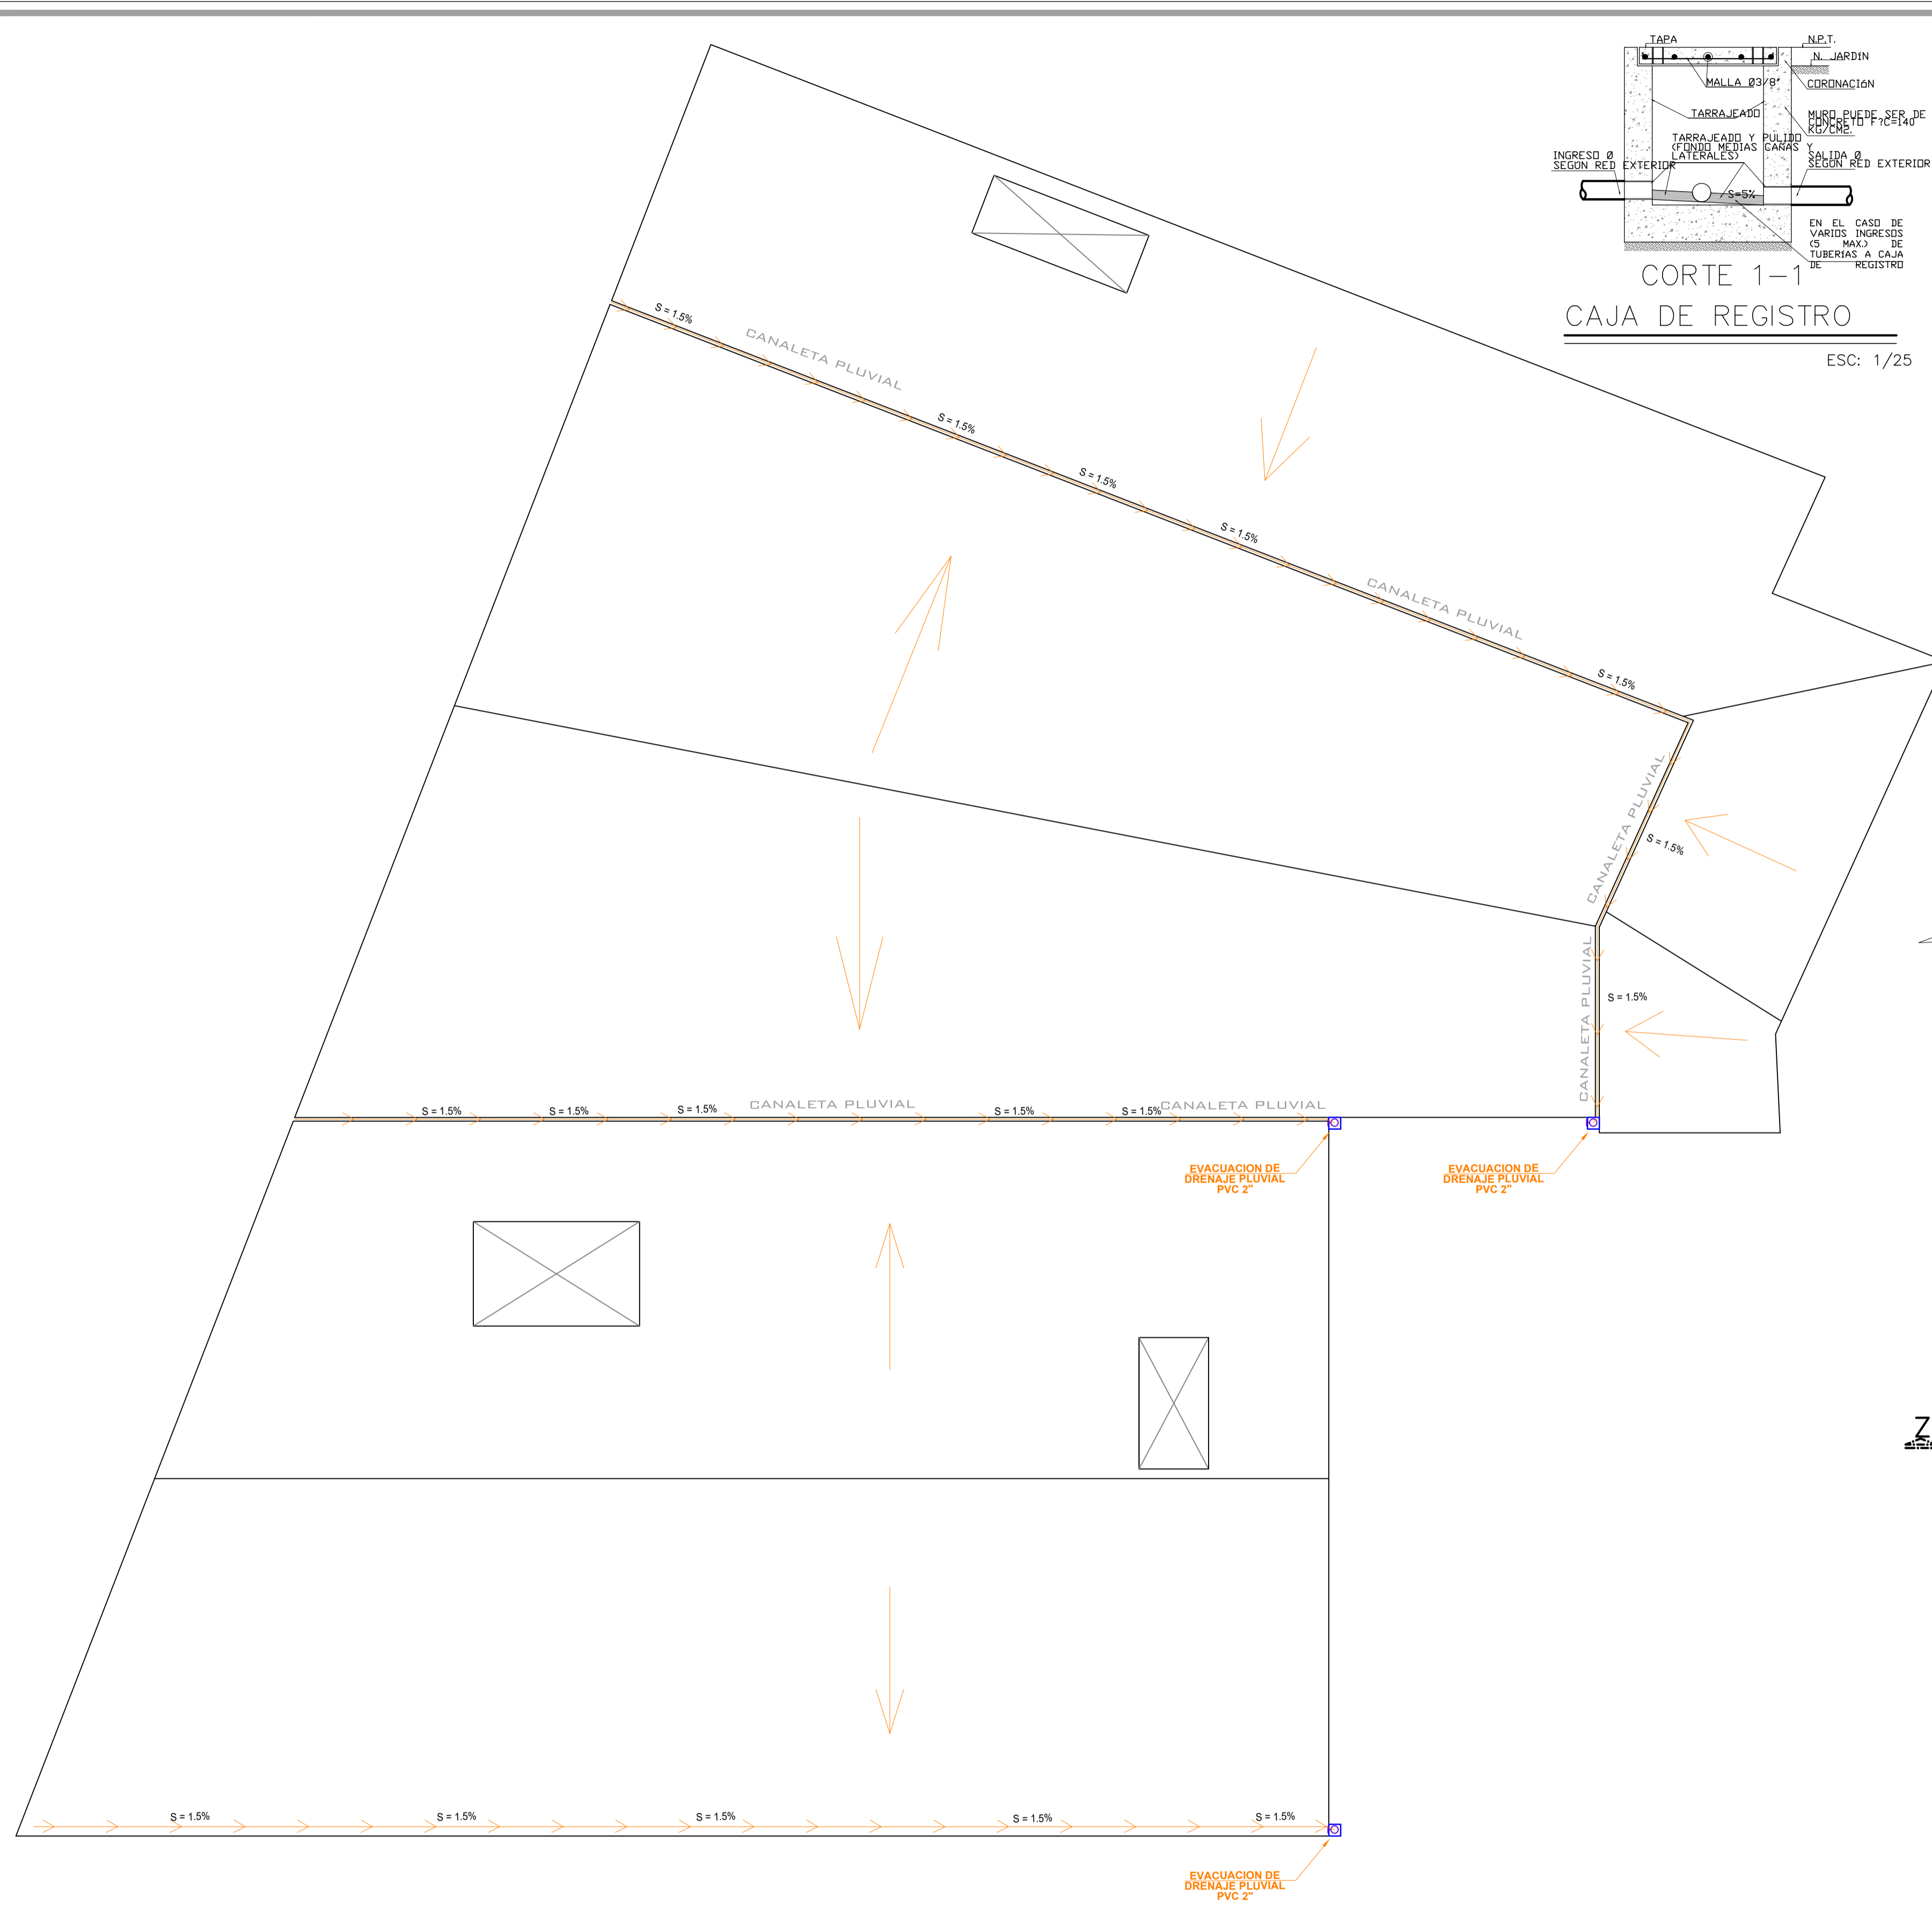 TAPA
N.P.T.
N. JARDíN
MALLA Ø3/8"
CORONACIóN
TARRAJEADO
MURO PUEDE SER DE
CONCRETO F?C=140
KG/CM2.
TARRAJEADO Y PULIDO
(FONDO MEDIAS CAÑAS Y
LATERALES)
INGRESO Ø
SEGÚN RED EXTERIOR
SALIDA Ø
SEGÚN RED EXTERIOR
S=5%
EN EL CASO DE
VARIOS INGRESOS
(5 MAX.) DE
TUBERíAS A CAJA
DE REGISTRO
CORTE 1-1
CAJA DE REGISTRO
ESC: 1/25
S = 1.5%
CANALETA PLUVIAL
S = 1.5%
S = 1.5%
S = 1.5%
CANALETA PLUVIAL
S = 1.5%
CANALETA PLUVIAL
S = 1.5%
CANALETA PLUVIAL
S = 1.5%
S = 1.5%
S = 1.5%
S = 1.5%
CANALETA PLUVIAL
S = 1.5%
S = 1.5%
CANALETA PLUVIAL
EVACUACION DE
DRENAJE PLUVIAL
PVC 2"
EVACUACION DE
DRENAJE PLUVIAL
PVC 2"
Z
S = 1.5%
S = 1.5%
S = 1.5%
S = 1.5%
S = 1.5%
EVACUACION DE
DRENAJE PLUVIAL
PVC 2"